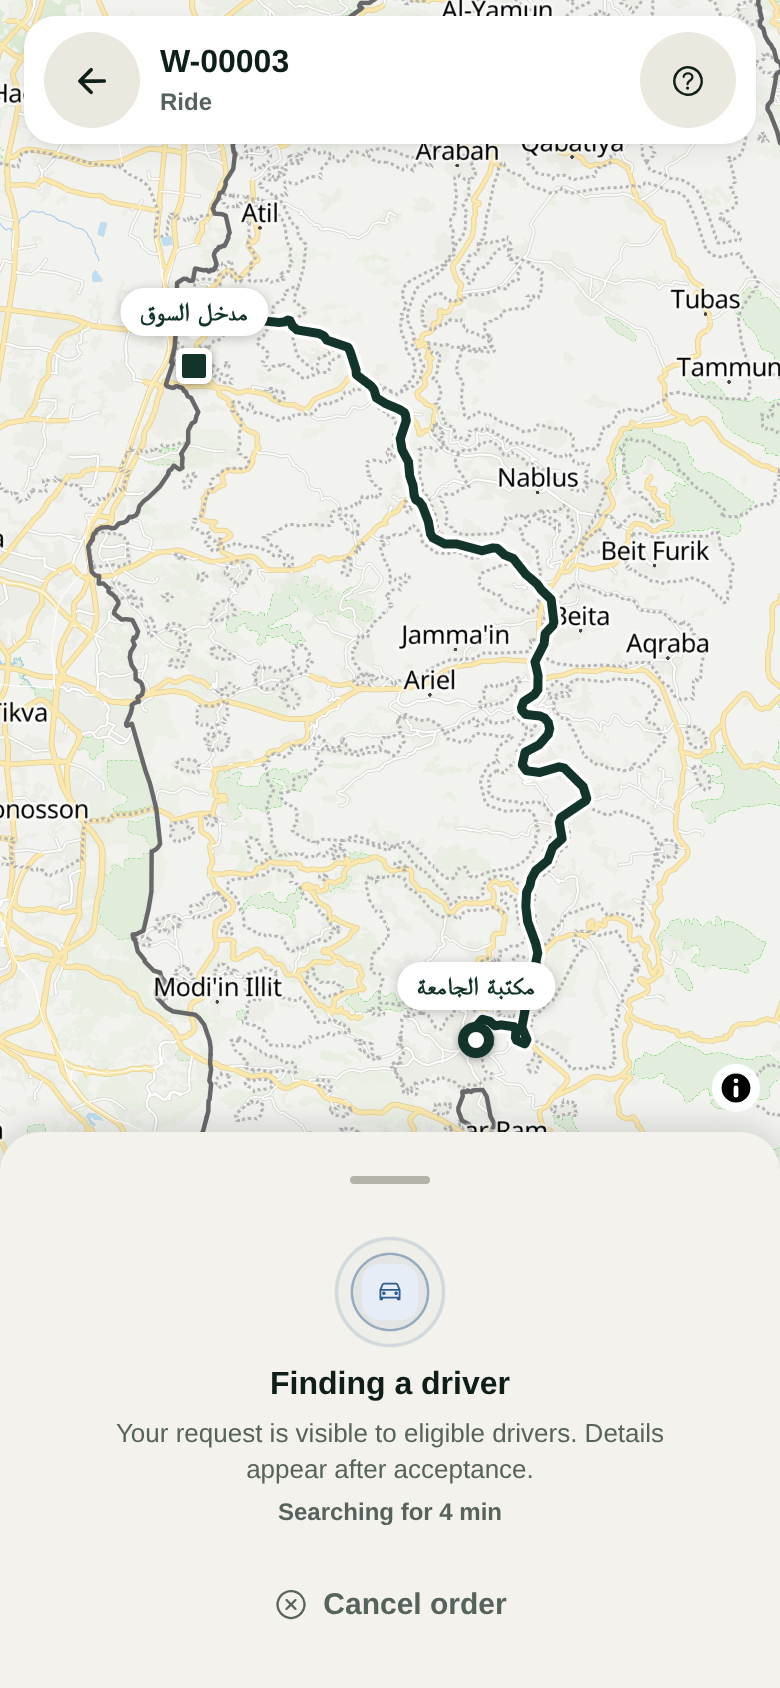 Al-Yamun
W-00003
Ride
Arabah
Qabatiya
Atil
Tubas
مدخل السوق
Tammun
Nablus
Beit Furik
Beita
Jamma'in
Aqraba
Ariel
Modi'in Illit
مكتبة الجامعة
Finding a driver
Your request is visible to eligible drivers. Details
appear after acceptance.
Searching for 4 min
Cancel order